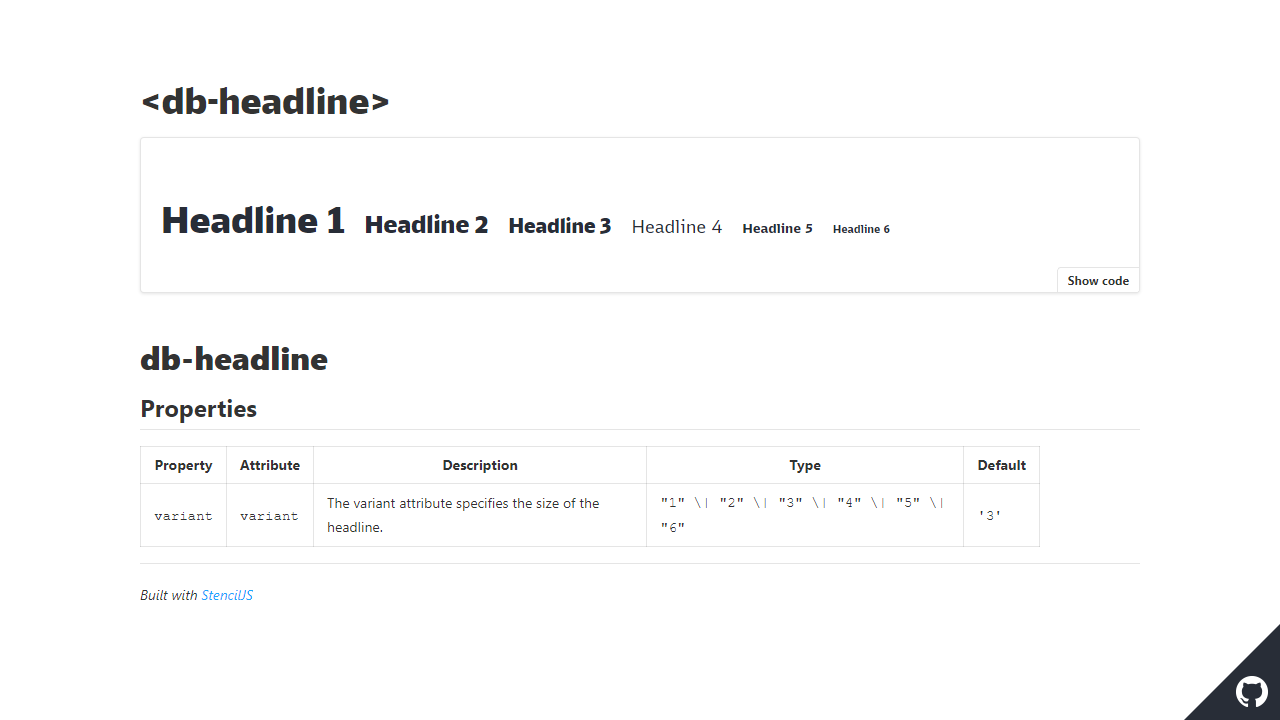 <db-headline>
Headline 1 Headline 2 Headline 3 Headline 4 Headline 5 Headline 6
Show code
db-headline
Properties
Property Attribute Description Type Default
variant variant The variant attribute specifies the size of the "1" \| "2" \| "3" \| "4" \| "5" \| '3'
headline. "6"
Built with StencilJS